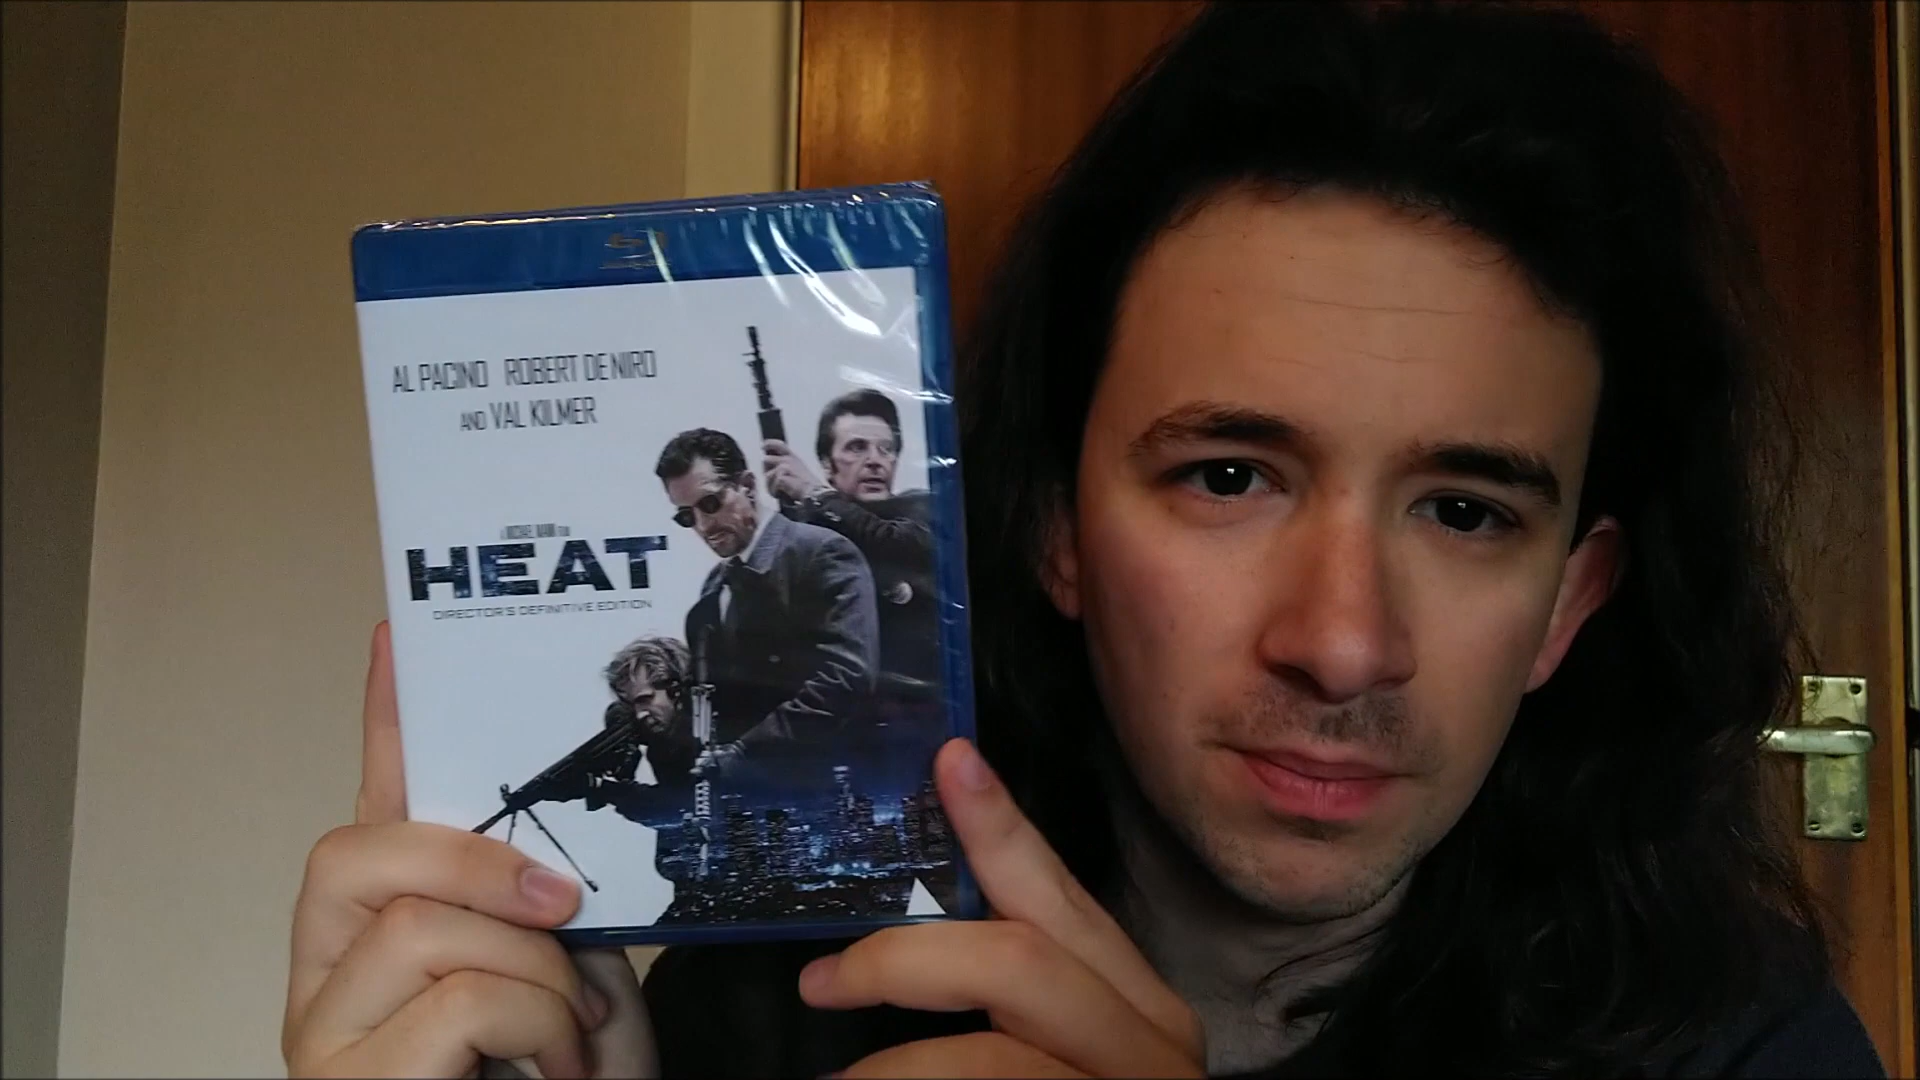 AL PACINO ROBERT DE NIRO
AND VAL KILMER
A MICHAEL MANN FILM
HEAT
DIRECTOR'S DEFINITIVE EDITION